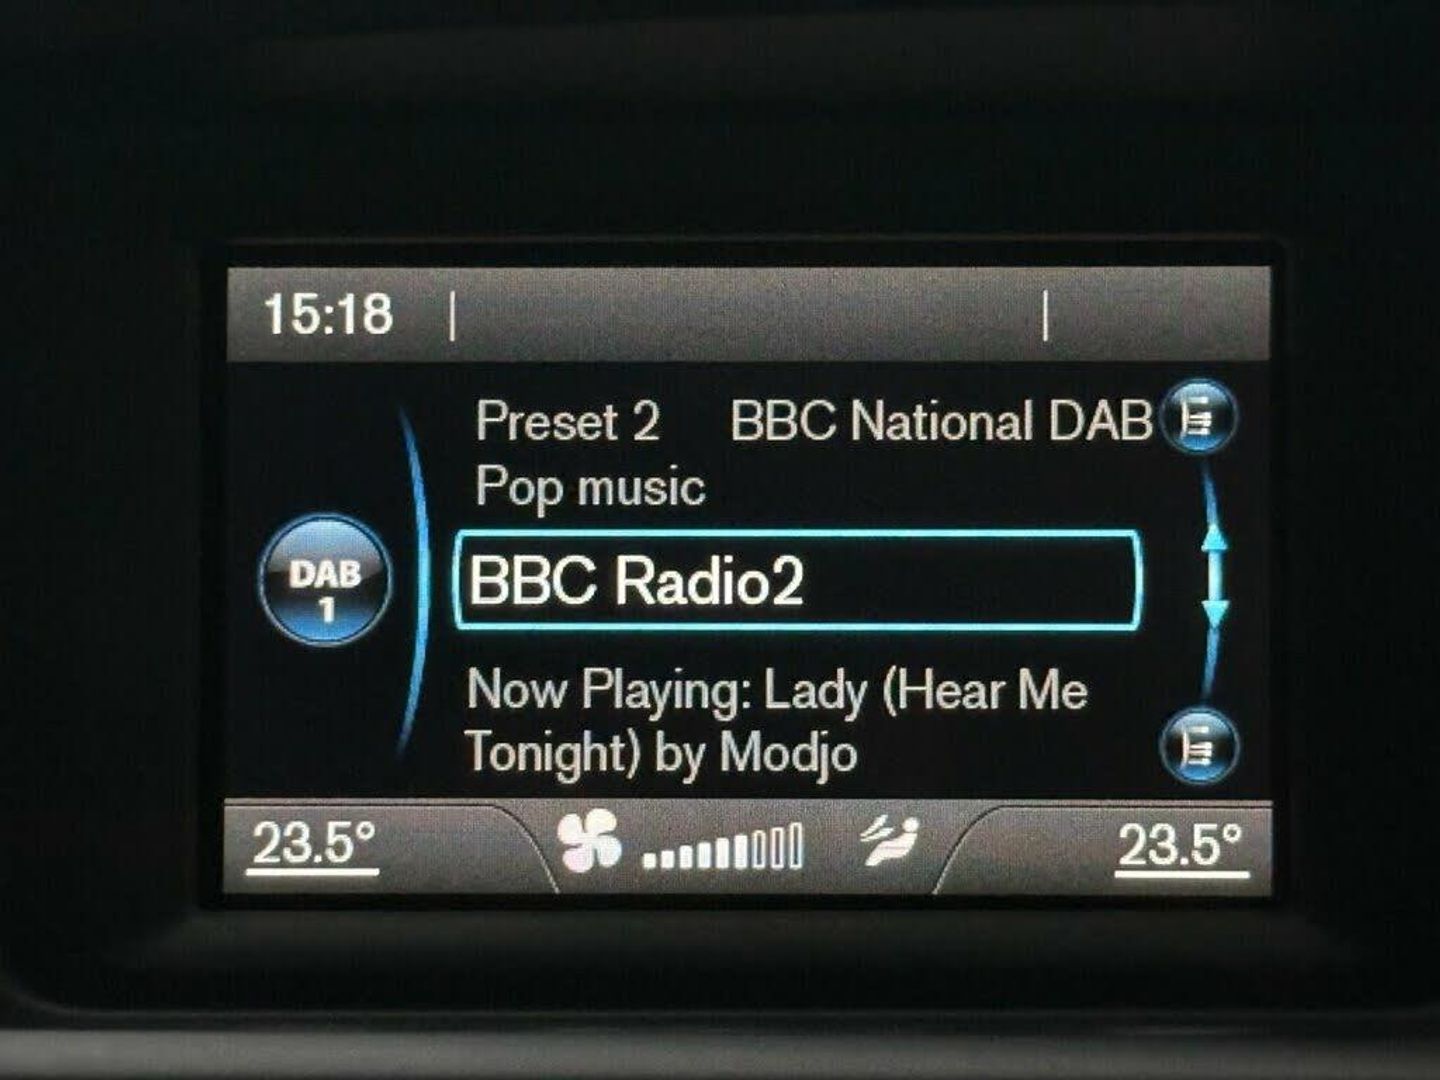 15:18
Preset 2 BBC National DAB
Pop music
DAB
1
BBC Radio2
Now Playing: Lady (Hear Me
Tonight) by Modjo
23.5° 23.5°